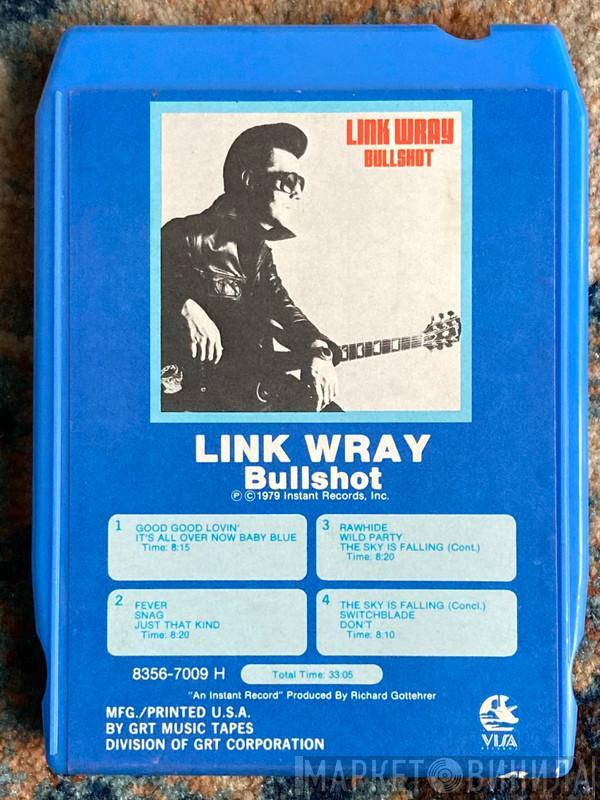 LINK WRAY
BULLSHOT
LINK WRAY
Bullshot
℗ © 1979 Instant Records, Inc.
1
GOOD GOOD LOVIN'
IT'S ALL OVER NOW BABY BLUE
Time: 8:15
2
FEVER
SNAG
JUST THAT KIND
Time: 8:20
3
RAWHIDE
WILD PARTY
THE SKY IS FALLING (Cont.)
Time: 8:20
4
THE SKY IS FALLING (Concl.)
SWITCHBLADE
DON'T
Time: 8:10
8356-7009 H
Total Time: 33:05
"An Instant Record" Produced By Richard Gottehrer
MFG./PRINTED U.S.A.
BY GRT MUSIC TAPES
DIVISION OF GRT CORPORATION
VISA
МАРКЕТ ВИНИЛА